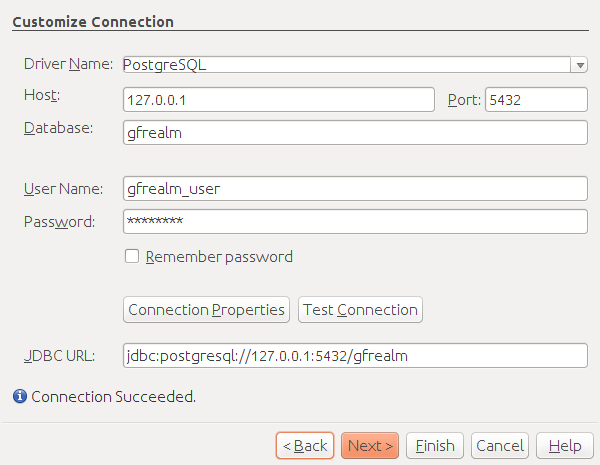 Customize Connection
Driver Name: PostgreSQL
Host: 127.0.0.1 Port: 5432
Database: gfrealm
User Name: gfrealm_user
Password: ********
Remember password
Connection Properties Test Connection
JDBC URL: jdbc:postgresql://127.0.0.1:5432/gfrealm
Connection Succeeded.
< Back Next > Finish Cancel Help